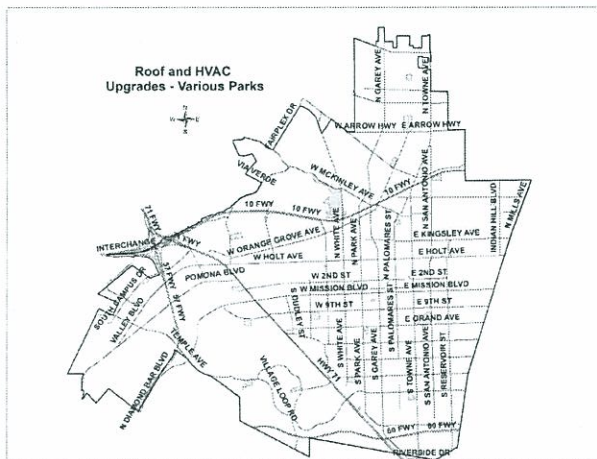 Roof and HVAC
Upgrades - Various Parks
N
W E
S
N GAREY AVE
N TOWNE AVE
FAIRPLEX DR
W ARROW HWY
E ARROW HWY
VIA VERDE
W MCKINLEY AVE
10 FWY
N SAN ANTONIO AVE
INDIAN HILL BLVD
N MILLS AVE
71 FWY
10 FWY
10 FWY
N WHITE AVE
N PARK AVE
N PALOMARES ST
E KINGSLEY AVE
INTERCHANGE
FWY
W ORANGE GROVE AVE
W HOLT AVE
E HOLT AVE
SOUTH CAMPUS DR
POMONA BLVD
W 2ND ST
E 2ND ST
W MISSION BLVD
E MISSION BLVD
VALLEY BLVD
57 FWY
S DUDLEY ST
W 9TH ST
E 9TH ST
E GRAND AVE
S WHITE AVE
S PARK AVE
S GAREY AVE
S PALOMARES ST
S TOWNE AVE
S SAN ANTONIO AVE
S RESERVOIR ST
TEMPLE AVE
N DIAMOND BAR BLVD
VILLAGE LOOP RD
HWY 71
60 FWY
60 FWY
RIVERSIDE DR